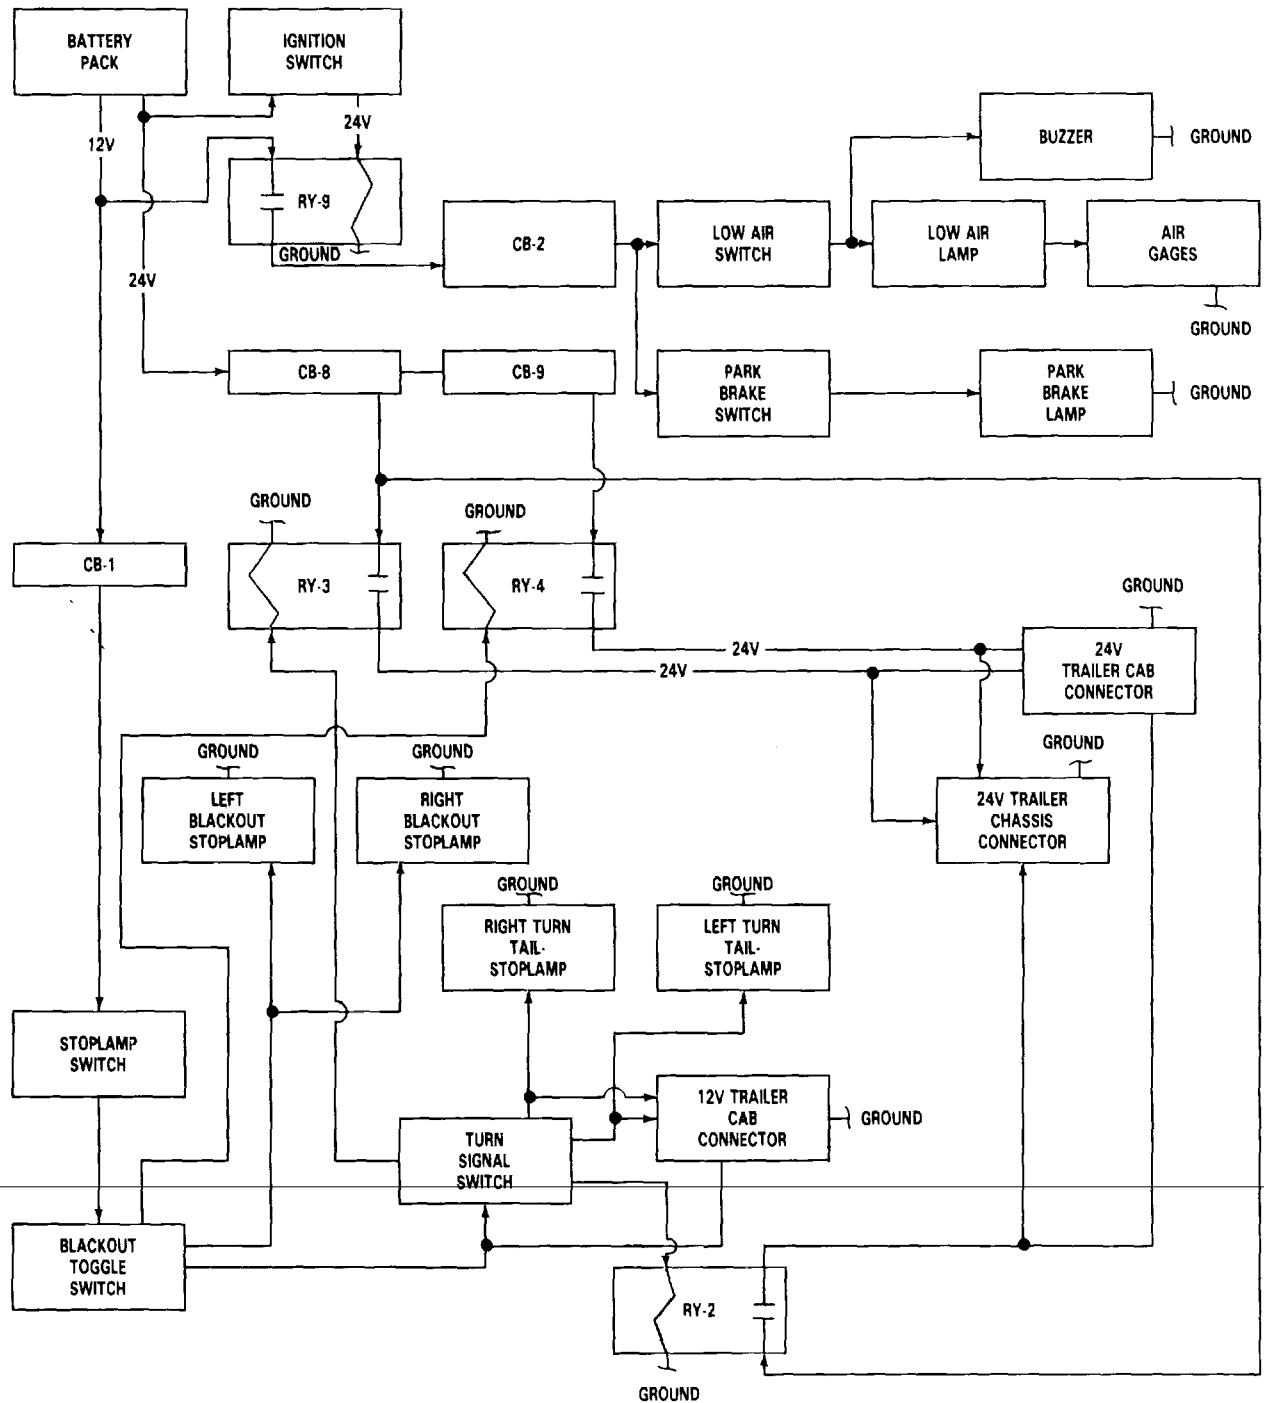 BATTERY
PACK
IGNITION
SWITCH
12V
24V
BUZZER
GROUND
RY-9
GROUND
CB-2
LOW AIR
SWITCH
LOW AIR
LAMP
AIR
GAGES
GROUND
24V
CB-8
CB-9
PARK
BRAKE
SWITCH
PARK
BRAKE
LAMP
GROUND
GROUND
GROUND
CB-1
RY-3
RY-4
GROUND
24V
24V
24V
TRAILER CAB
CONNECTOR
GROUND
GROUND
GROUND
LEFT
BLACKOUT
STOPLAMP
RIGHT
BLACKOUT
STOPLAMP
24V TRAILER
CHASSIS
CONNECTOR
GROUND
GROUND
RIGHT TURN
TAIL-
STOPLAMP
LEFT TURN
TAIL-
STOPLAMP
STOPLAMP
SWITCH
12V TRAILER
CAB
CONNECTOR
GROUND
TURN
SIGNAL
SWITCH
BLACKOUT
TOGGLE
SWITCH
RY-2
GROUND